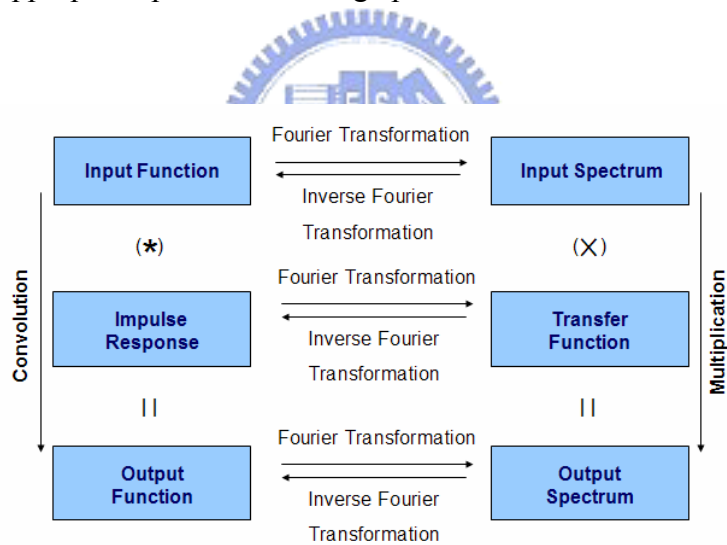 Fourier Transformation
Input Function
Input Spectrum
Inverse Fourier
Transformation
(*)
(X)
Fourier Transformation
Impulse
Response
Transfer
Function
Inverse Fourier
Transformation
Convolution
Multiplication
||
||
Fourier Transformation
Output
Function
Output
Spectrum
Inverse Fourier
Transformation